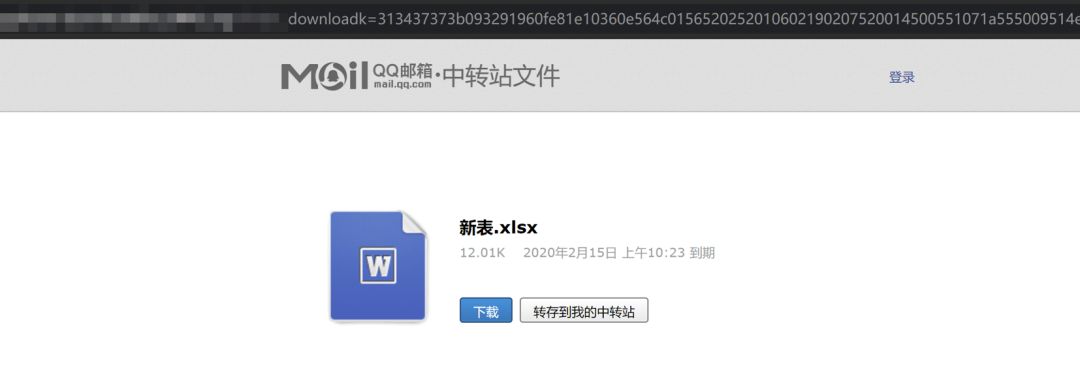 downloadk=313437373b093291960fe81e10360e564c015652025201060219020752001450055107​1a555009514e
Mail QQ邮箱 mail.qq.com ·中转站文件
登录
新表.xlsx
W
12.01K 2020年2月15日 上午10:23 到期
下载 转存到我的中转站